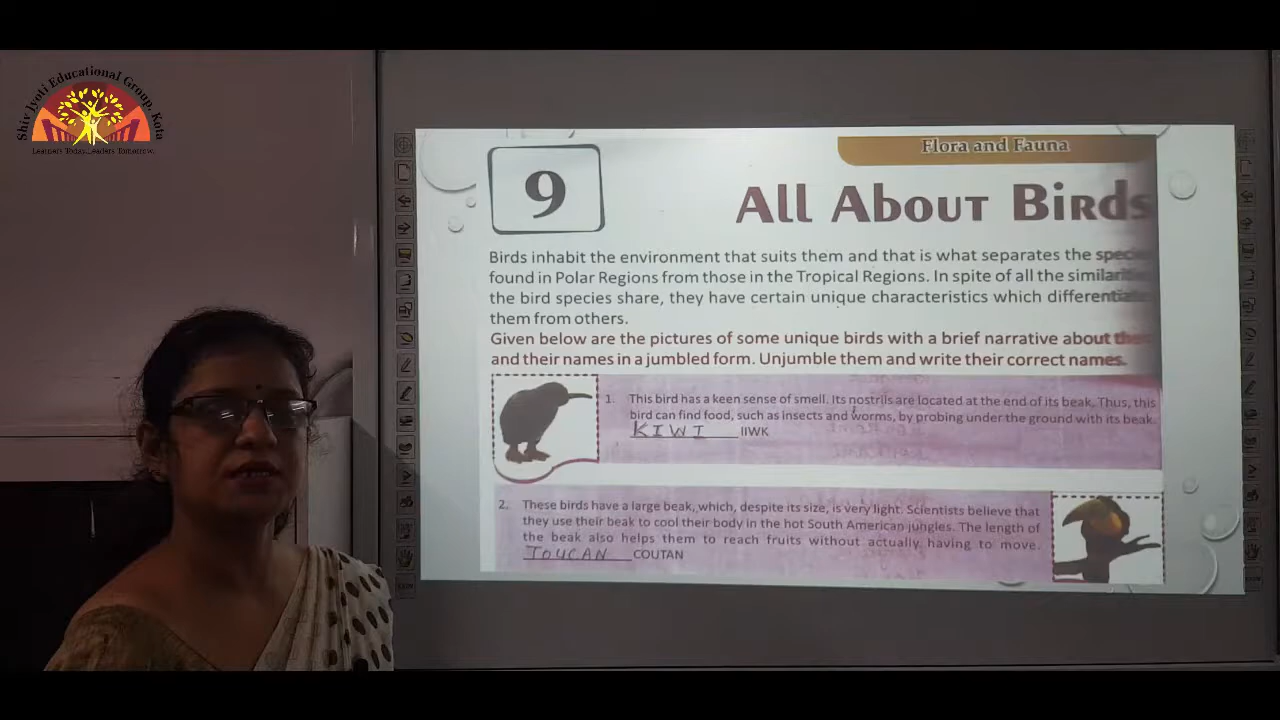 Shiv Jyoti Educational Group, Kota
Learners Today...Leaders Tomorrow.
Flora and Fauna
9
All About Birds
Birds inhabit the environment that suits them and that is what separates the
found in Polar Regions from those in the Tropical Regions. In spite of all the
the bird species share, they have certain unique characteristics which
them from others.
Given below are the pictures of some unique birds with a brief narrative about
and their names in a jumbled form. Unjumble them and write their correct names.
1. This bird has a keen sense of smell. Its nostrils are located at the end of its beak. Thus, this
bird can find food, such as insects and worms, by probing under the ground with its beak.
KIWI IIWK
2. These birds have a large beak, which, despite its size, is very light. Scientists believe that
they use their beak to cool their body in the hot South American jungles. The length of
the beak also helps them to reach fruits without actually having to move.
TOUCAN COUTAN